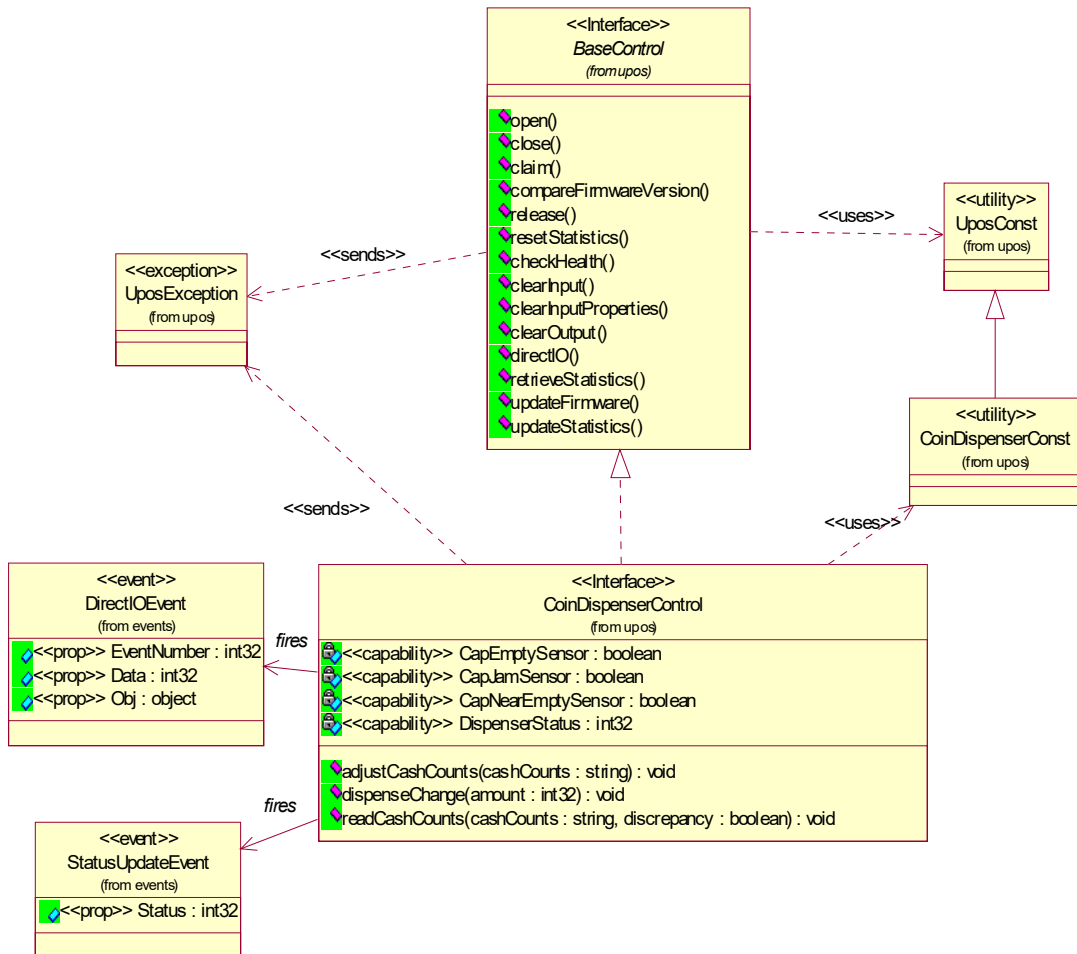 <<Interface>>
BaseControl
(from upos)
open()
close()
claim()
compareFirmwareVersion()
release()
resetStatistics()
checkHealth()
clearInput()
clearInputProperties()
clearOutput()
directIO()
retrieveStatistics()
updateFirmware()
updateStatistics()
<<utility>>
UposConst
(from upos)
<<uses>>
<<sends>>
<<exception>>
UposException
(from upos)
<<utility>>
CoinDispenserConst
(from upos)
<<sends>>
<<uses>>
<<event>>
DirectIOEvent
(from events)
<<prop>> EventNumber : int32
<<prop>> Data : int32
<<prop>> Obj : object
fires
<<Interface>>
CoinDispenserControl
(from upos)
<<capability>> CapEmptySensor : boolean
<<capability>> CapJamSensor : boolean
<<capability>> CapNearEmptySensor : boolean
<<capability>> DispenserStatus : int32
adjustCashCounts(cashCounts : string) : void
dispenseChange(amount : int32) : void
readCashCounts(cashCounts : string, discrepancy : boolean) : void
fires
<<event>>
StatusUpdateEvent
(from events)
<<prop>> Status : int32